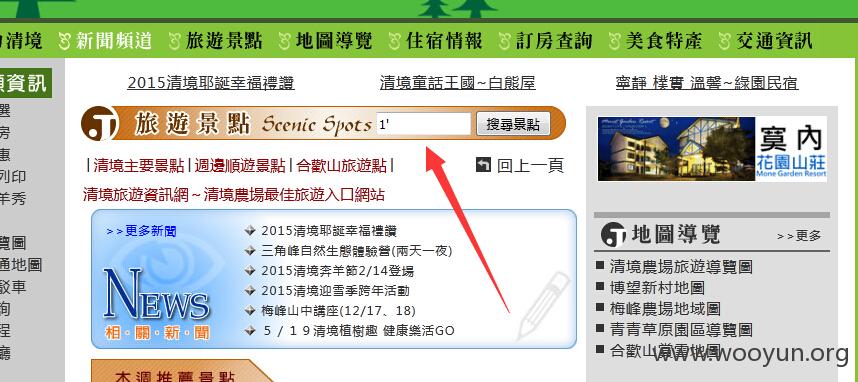 清境 新聞頻道 旅遊景點 地圖導覽 住宿情報 訂房查詢 美食特產 交通資訊
資訊 2015清境耶誕幸福禮讚 清境童話王國~白熊屋 寧靜 樸實 溫馨~綠園民宿
選
房
惠
列印
羊秀
覽圖
通地圖
駁車
詢
程
廳
旅遊景點 Scenic Spots 1' 搜尋景點
|清境主要景點|週邊順遊景點|合歡山旅遊點| 回上一頁
清境旅遊資訊網~清境農場最佳旅遊入口網站
>>更多新聞
NEWS
相‧關‧新‧聞
2015清境耶誕幸福禮讚
三角峰自然生態體驗營(兩天一夜)
2015清境奔羊節2/14登場
2015清境迎雪季跨年活動
梅峰山中講座(12/17、18)
５/１９清境植樹趣 健康樂活GO
本週推薦景點
寞內
花園山莊
Mone Garden Resort
地圖導覽 >>更多
清境農場旅遊導覽圖
博望新村地圖
梅峰農場地域圖
青青草原園區導覽圖
合歡山賞雪地圖
www.wooyun.org